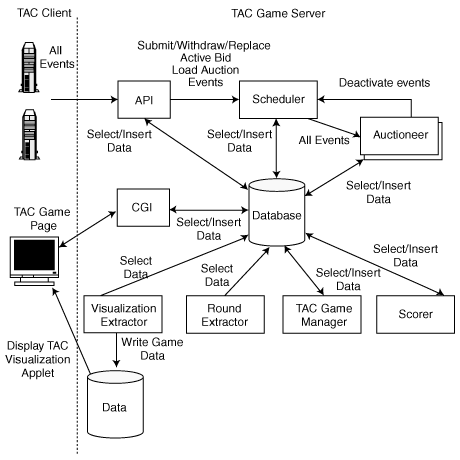 TAC Client
TAC Game Server
All
Events
Submit/Withdraw/Replace
Active Bid
Load Auction
Events
Deactivate events
API
Scheduler
Auctioneer
Select/Insert
Data
Select/Insert
Data
All Events
Select/Insert
Data
CGI
Database
Select/Insert
Data
TAC Game
Page
Select
Data
Select
Data
Select/Insert
Data
Select/Insert
Data
Visualization
Extractor
Round
Extractor
TAC Game
Manager
Scorer
Write Game
Data
Display TAC
Visualization
Applet
Data